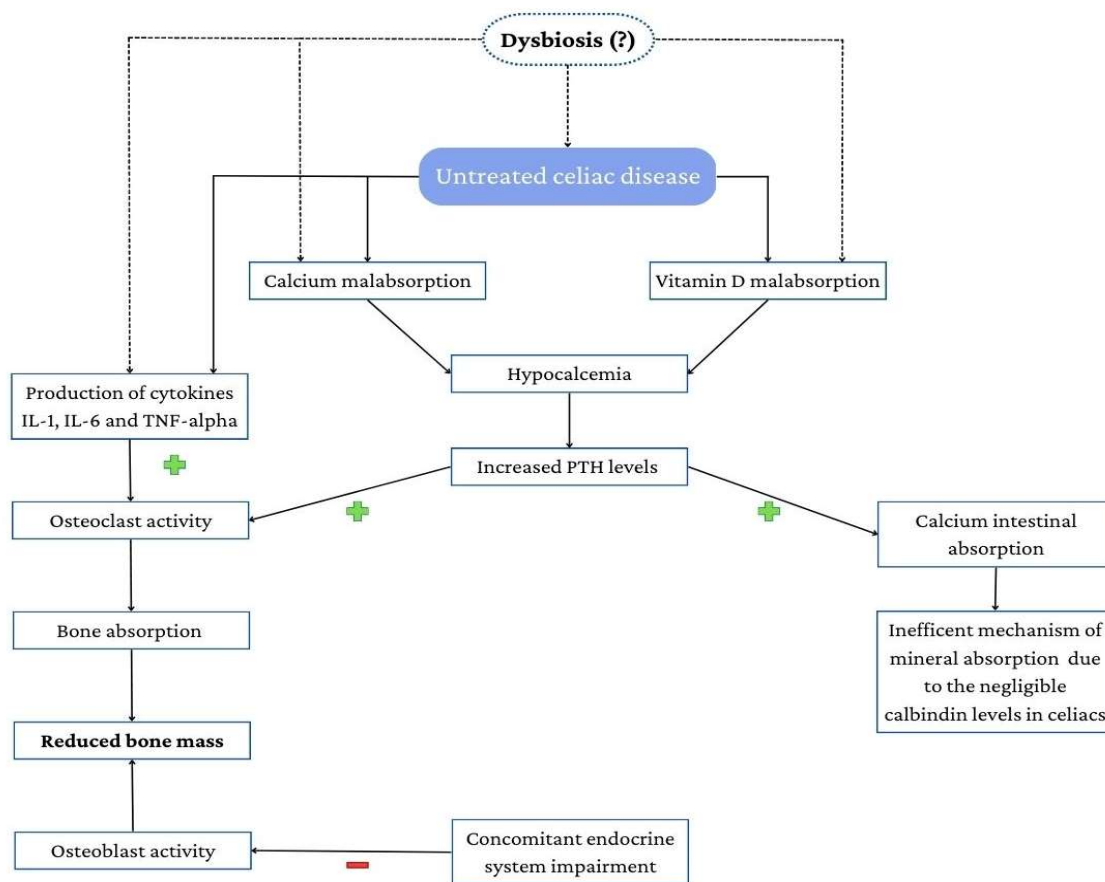 Dysbiosis (?)
Untreated celiac disease
Calcium malabsorption
Vitamin D malabsorption
Production of cytokines
IL-1, IL-6 and TNF-alpha
Hypocalcemia
Increased PTH levels
Osteoclast activity
Calcium intestinal
absorption
Bone absorption
Inefficent mechanism of
mineral absorption due
to the negligible
calbindin levels in celiacs
Reduced bone mass
Osteoblast activity
Concomitant endocrine
system impairment